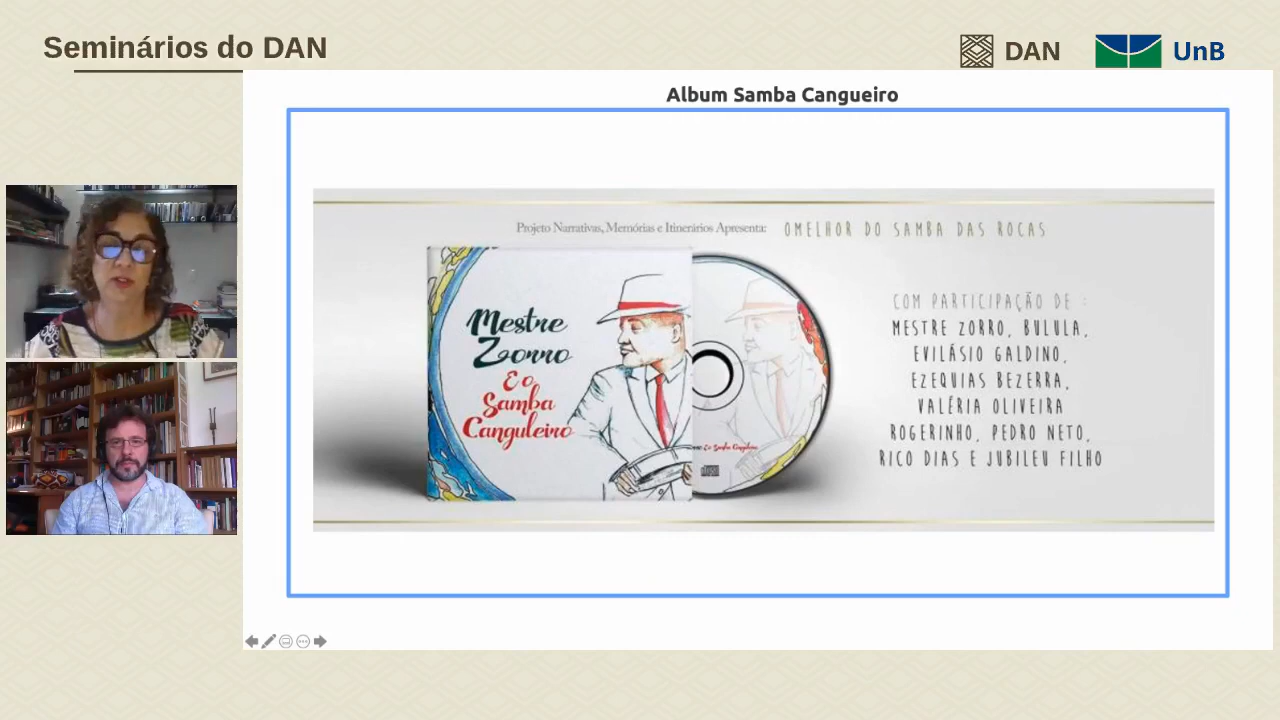 Seminários do DAN
DAN
UnB
Album Samba Cangueiro
Projeto Narrativas, Memórias e Itinerários Apresenta: OMELHOR DO SAMBA DAS ROCAS
Mestre
Zorro
E o
Samba
Canguleiro
COM PARTICIPAÇÃO DE :
MESTRE ZORRO, BULULA,
EVILÁSIO GALDINO,
EZEQUIAS BEZERRA,
VALÉRIA OLIVEIRA
ROGERINHO, PEDRO NETO,
RICO DIAS E JUBILEU FILHO